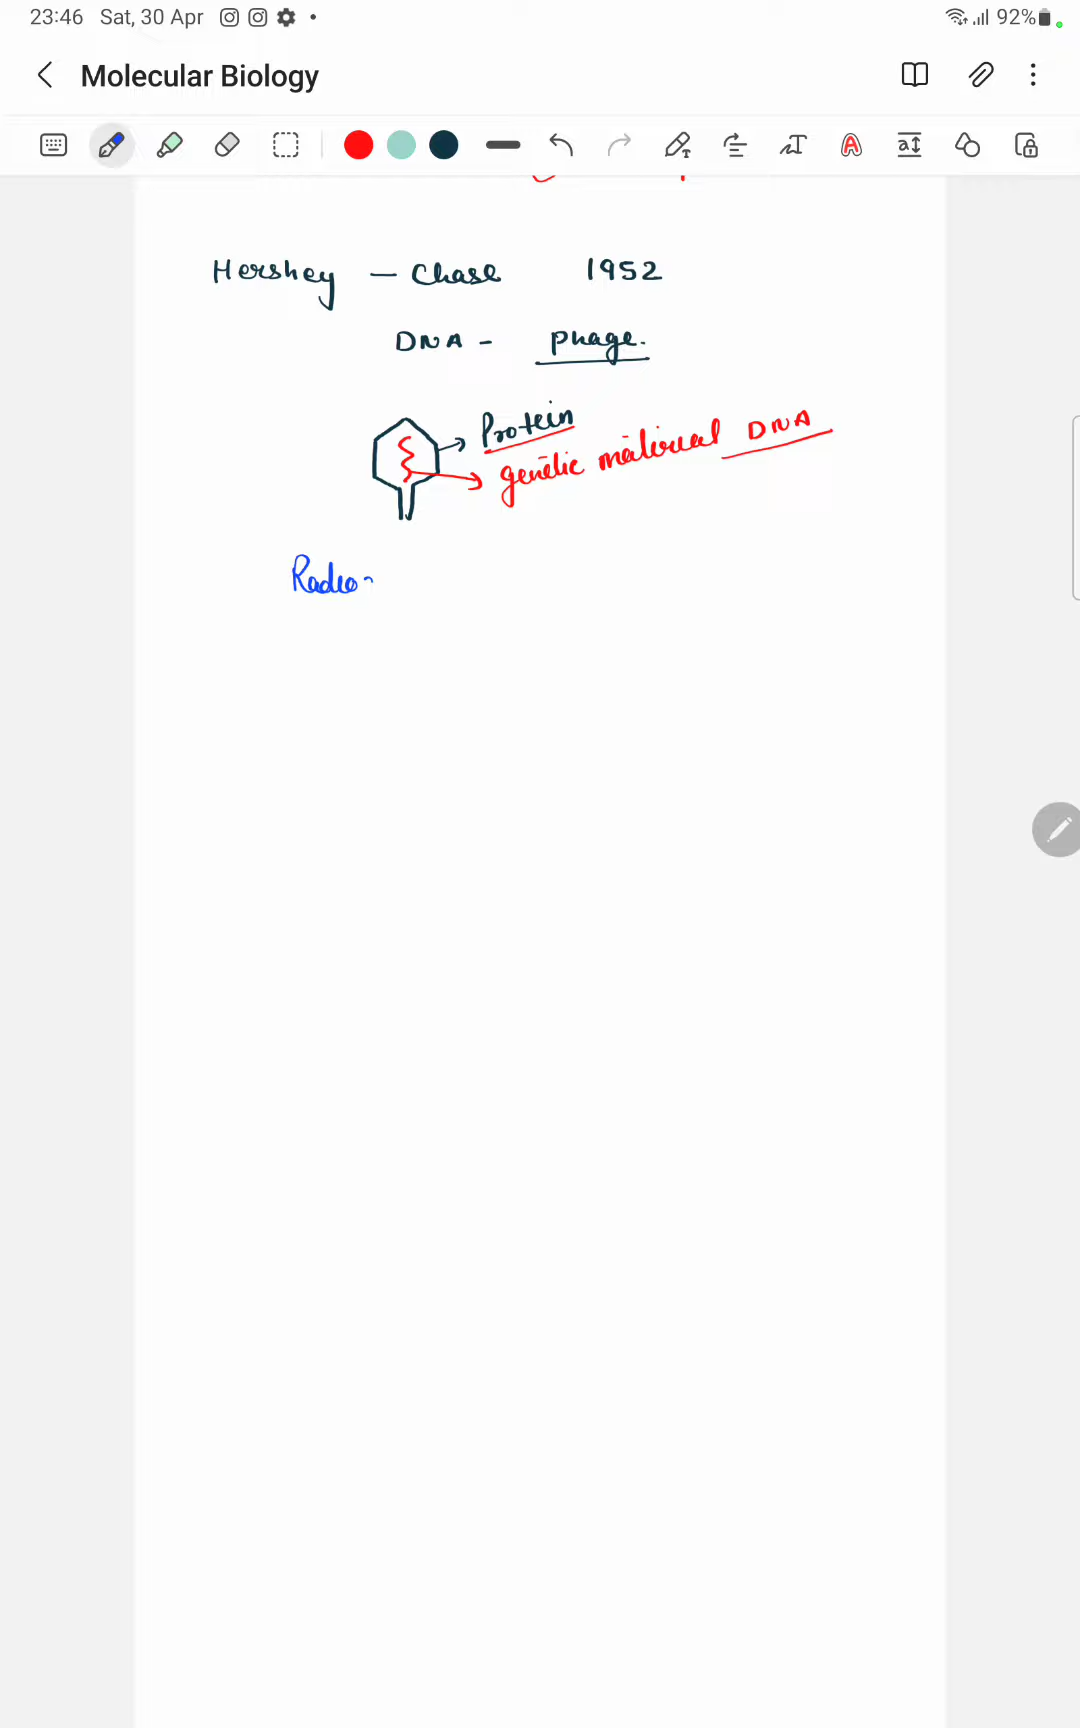 23:46 Sat, 30 Apr 92%
Molecular Biology
Hershey - Chase 1952
DNA - Phage.
Protein
genetic material DNA
Radio-